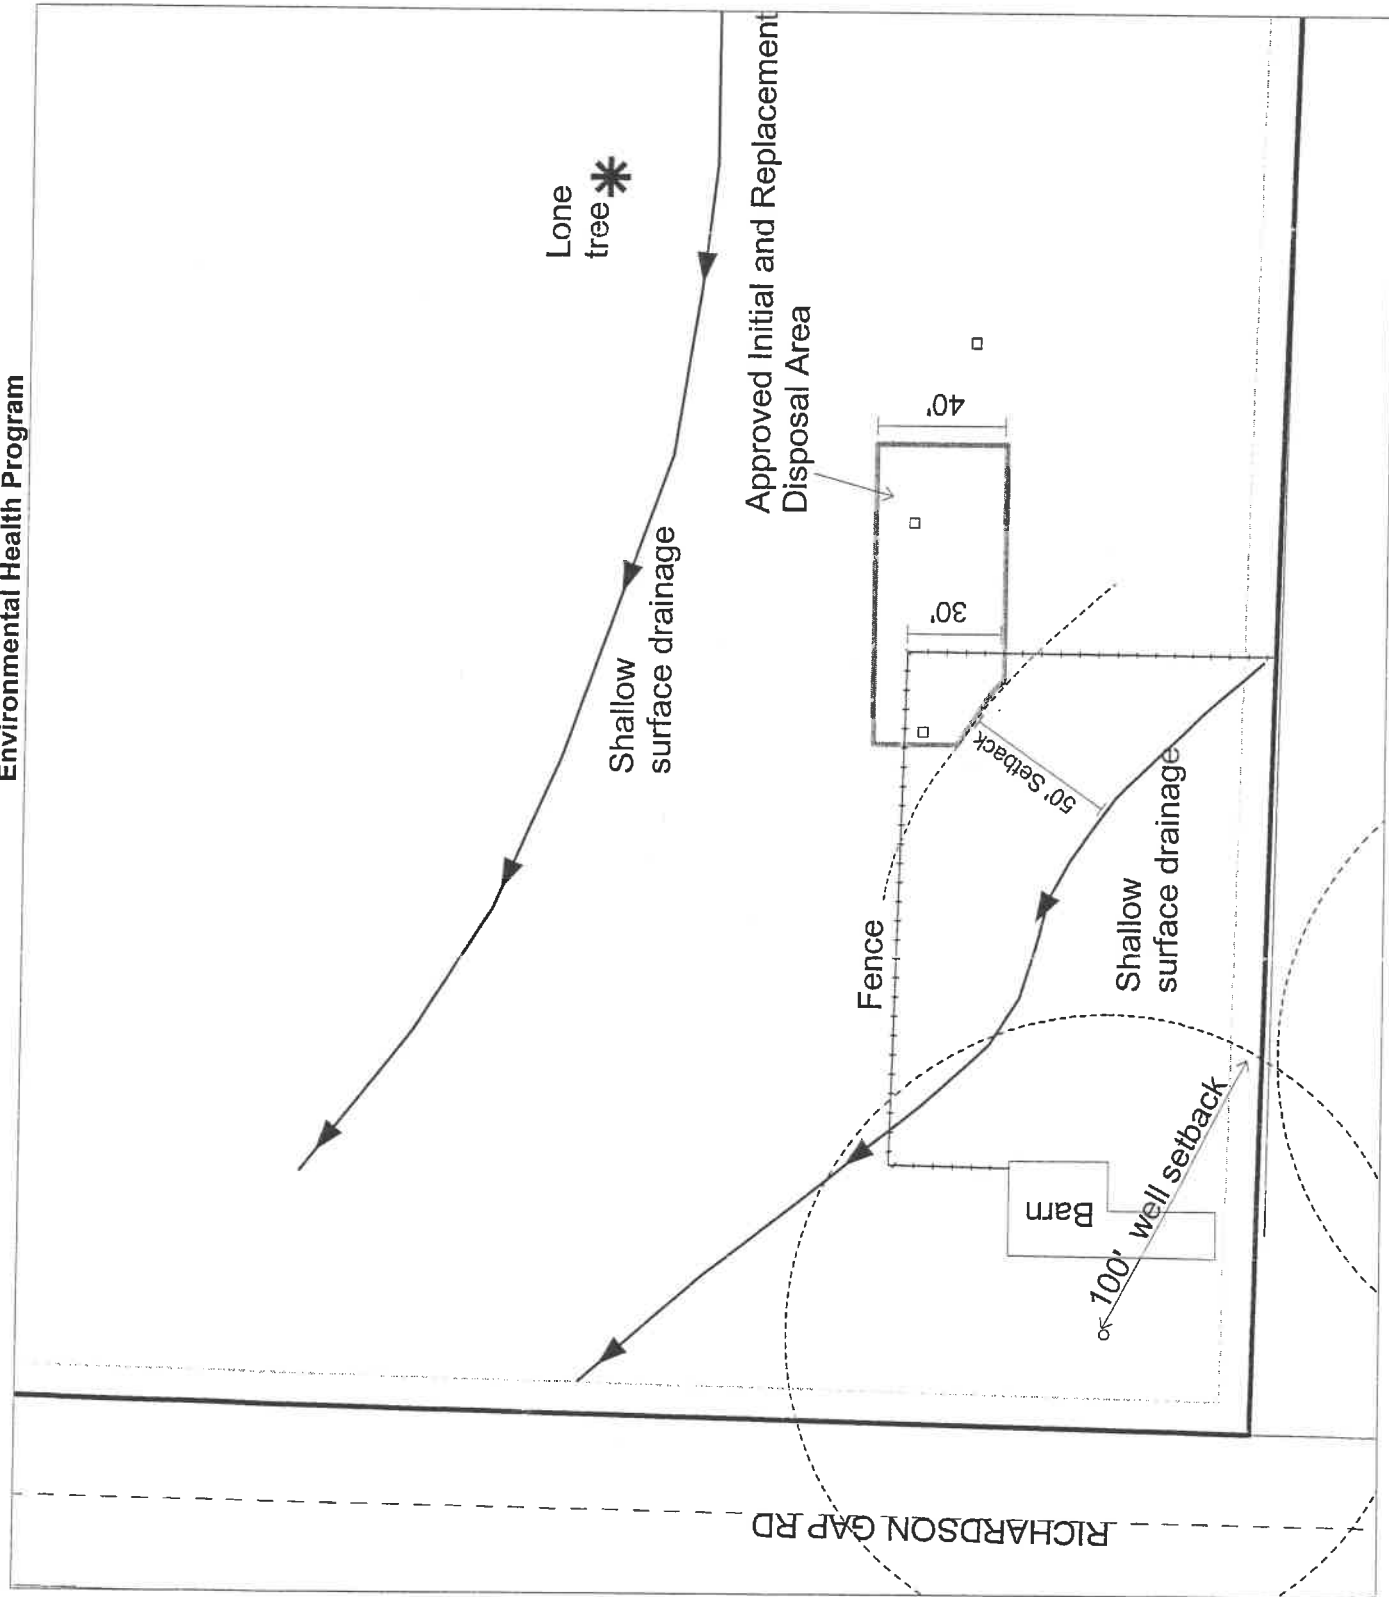 Environmental Health Program
Lone
tree
Approved Initial and Replacement
Disposal Area
40'
30'
Shallow
surface drainage
50' Setback
Fence
Shallow
surface drainage
Barn
100' well setback
RICHARDSON GAP RD